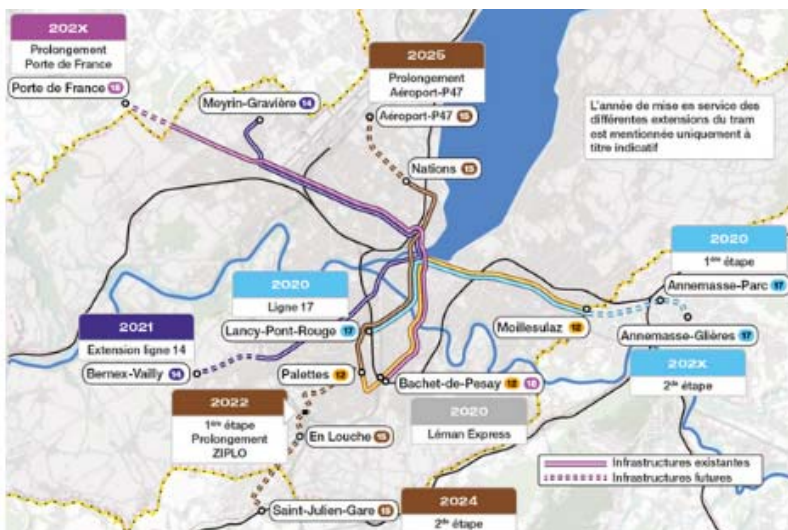 202X
Prolongement
Porte de France
Porte de France 18
Meyrin-Gravière 14
2025
Prolongement
Aéroport-P47
Aéroport-P47 15
Nations 15
L'année de mise en service des
différentes extensions du tram
est mentionnée uniquement à
titre indicatif
2020
1ère étape
Annemasse-Parc 17
2020
Ligne 17
Lancy-Pont-Rouge 17
Moillesulaz 12
Annemasse-Glières 17
2021
Extension ligne 14
Bernex-Vailly 14
202X
2de étape
Palettes 12
Bachet-de-Pesay 12 18
2022
1ère étape
Prolongement
ZIPLO
2020
Léman Express
En Louche 15
Infrastructures existantes
Infrastructures futures
Saint-Julien-Gare 15
2024
2de étape